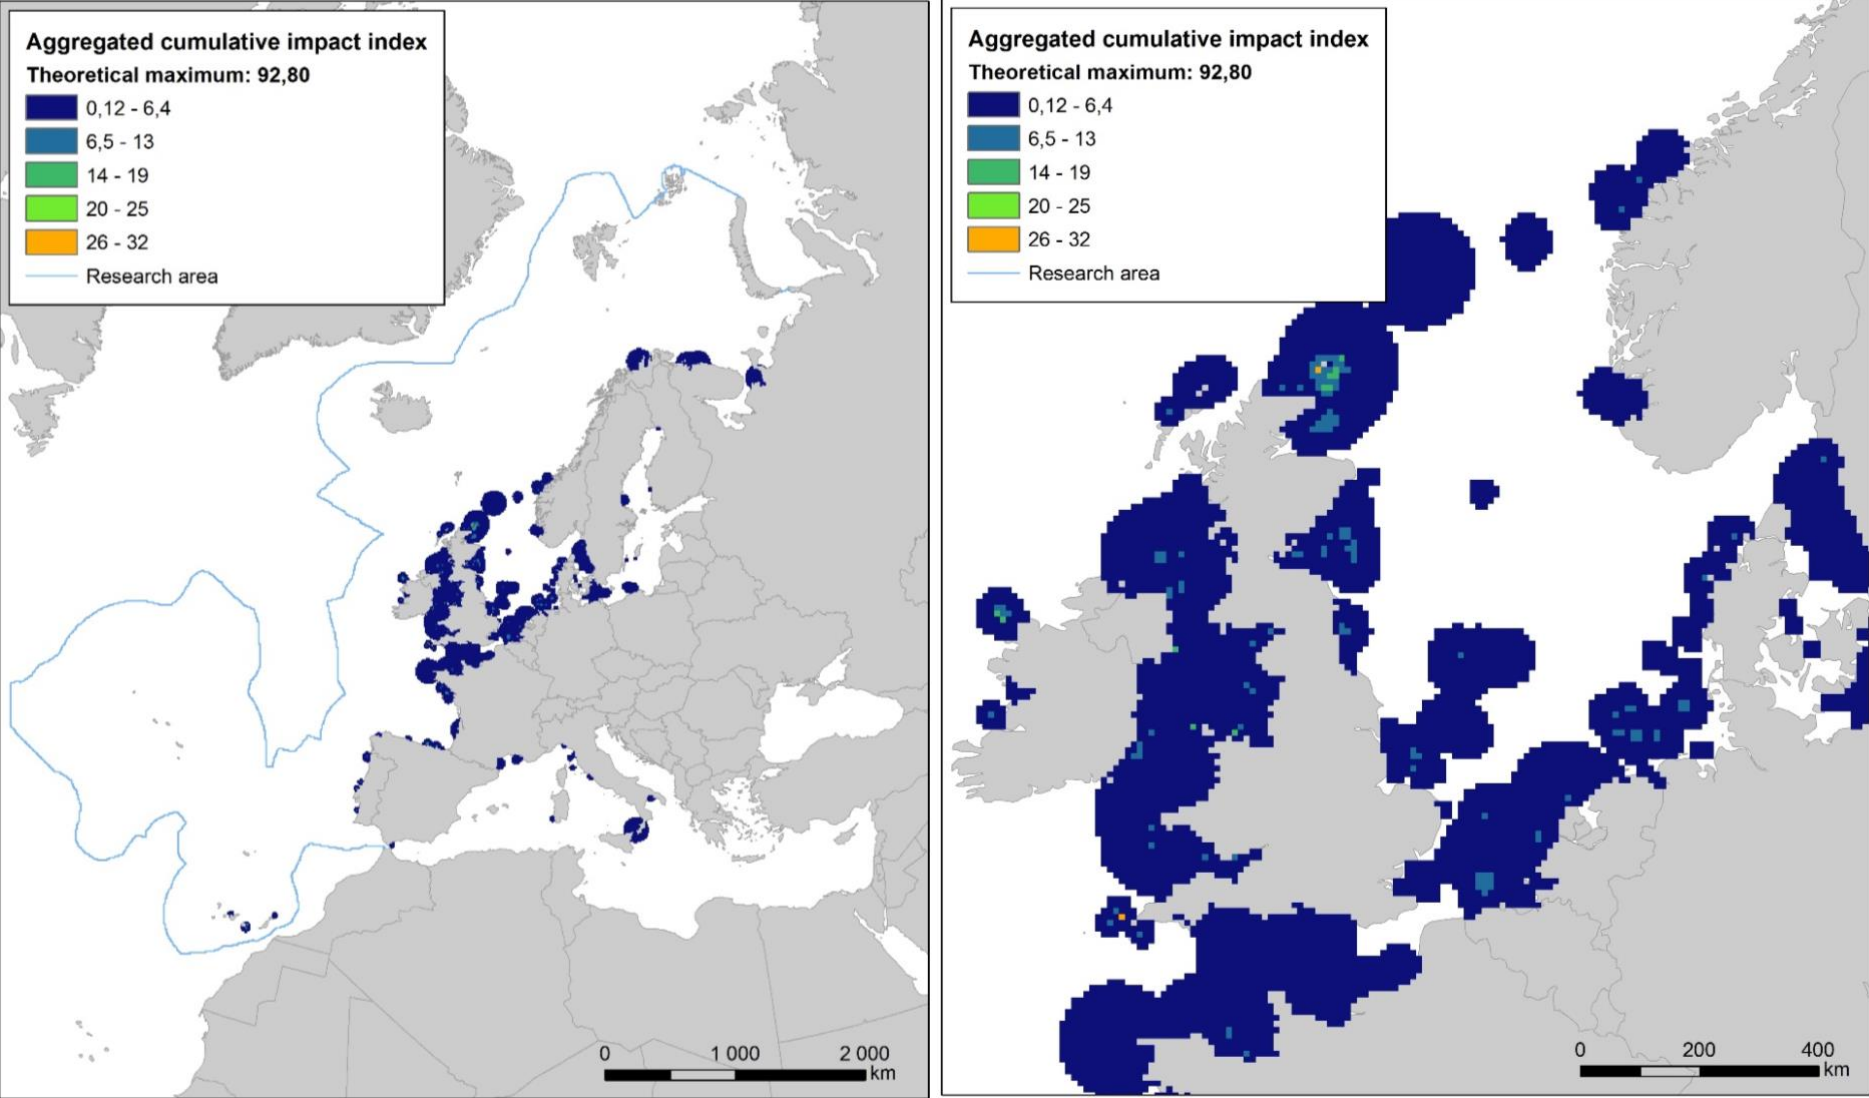 Aggregated cumulative impact index
Theoretical maximum: 92,80
0,12 - 6,4
6,5 - 13
14 - 19
20 - 25
26 - 32
Research area
0 1 000 2 000
km
Aggregated cumulative impact index
Theoretical maximum: 92,80
0,12 - 6,4
6,5 - 13
14 - 19
20 - 25
26 - 32
Research area
0 200 400
km